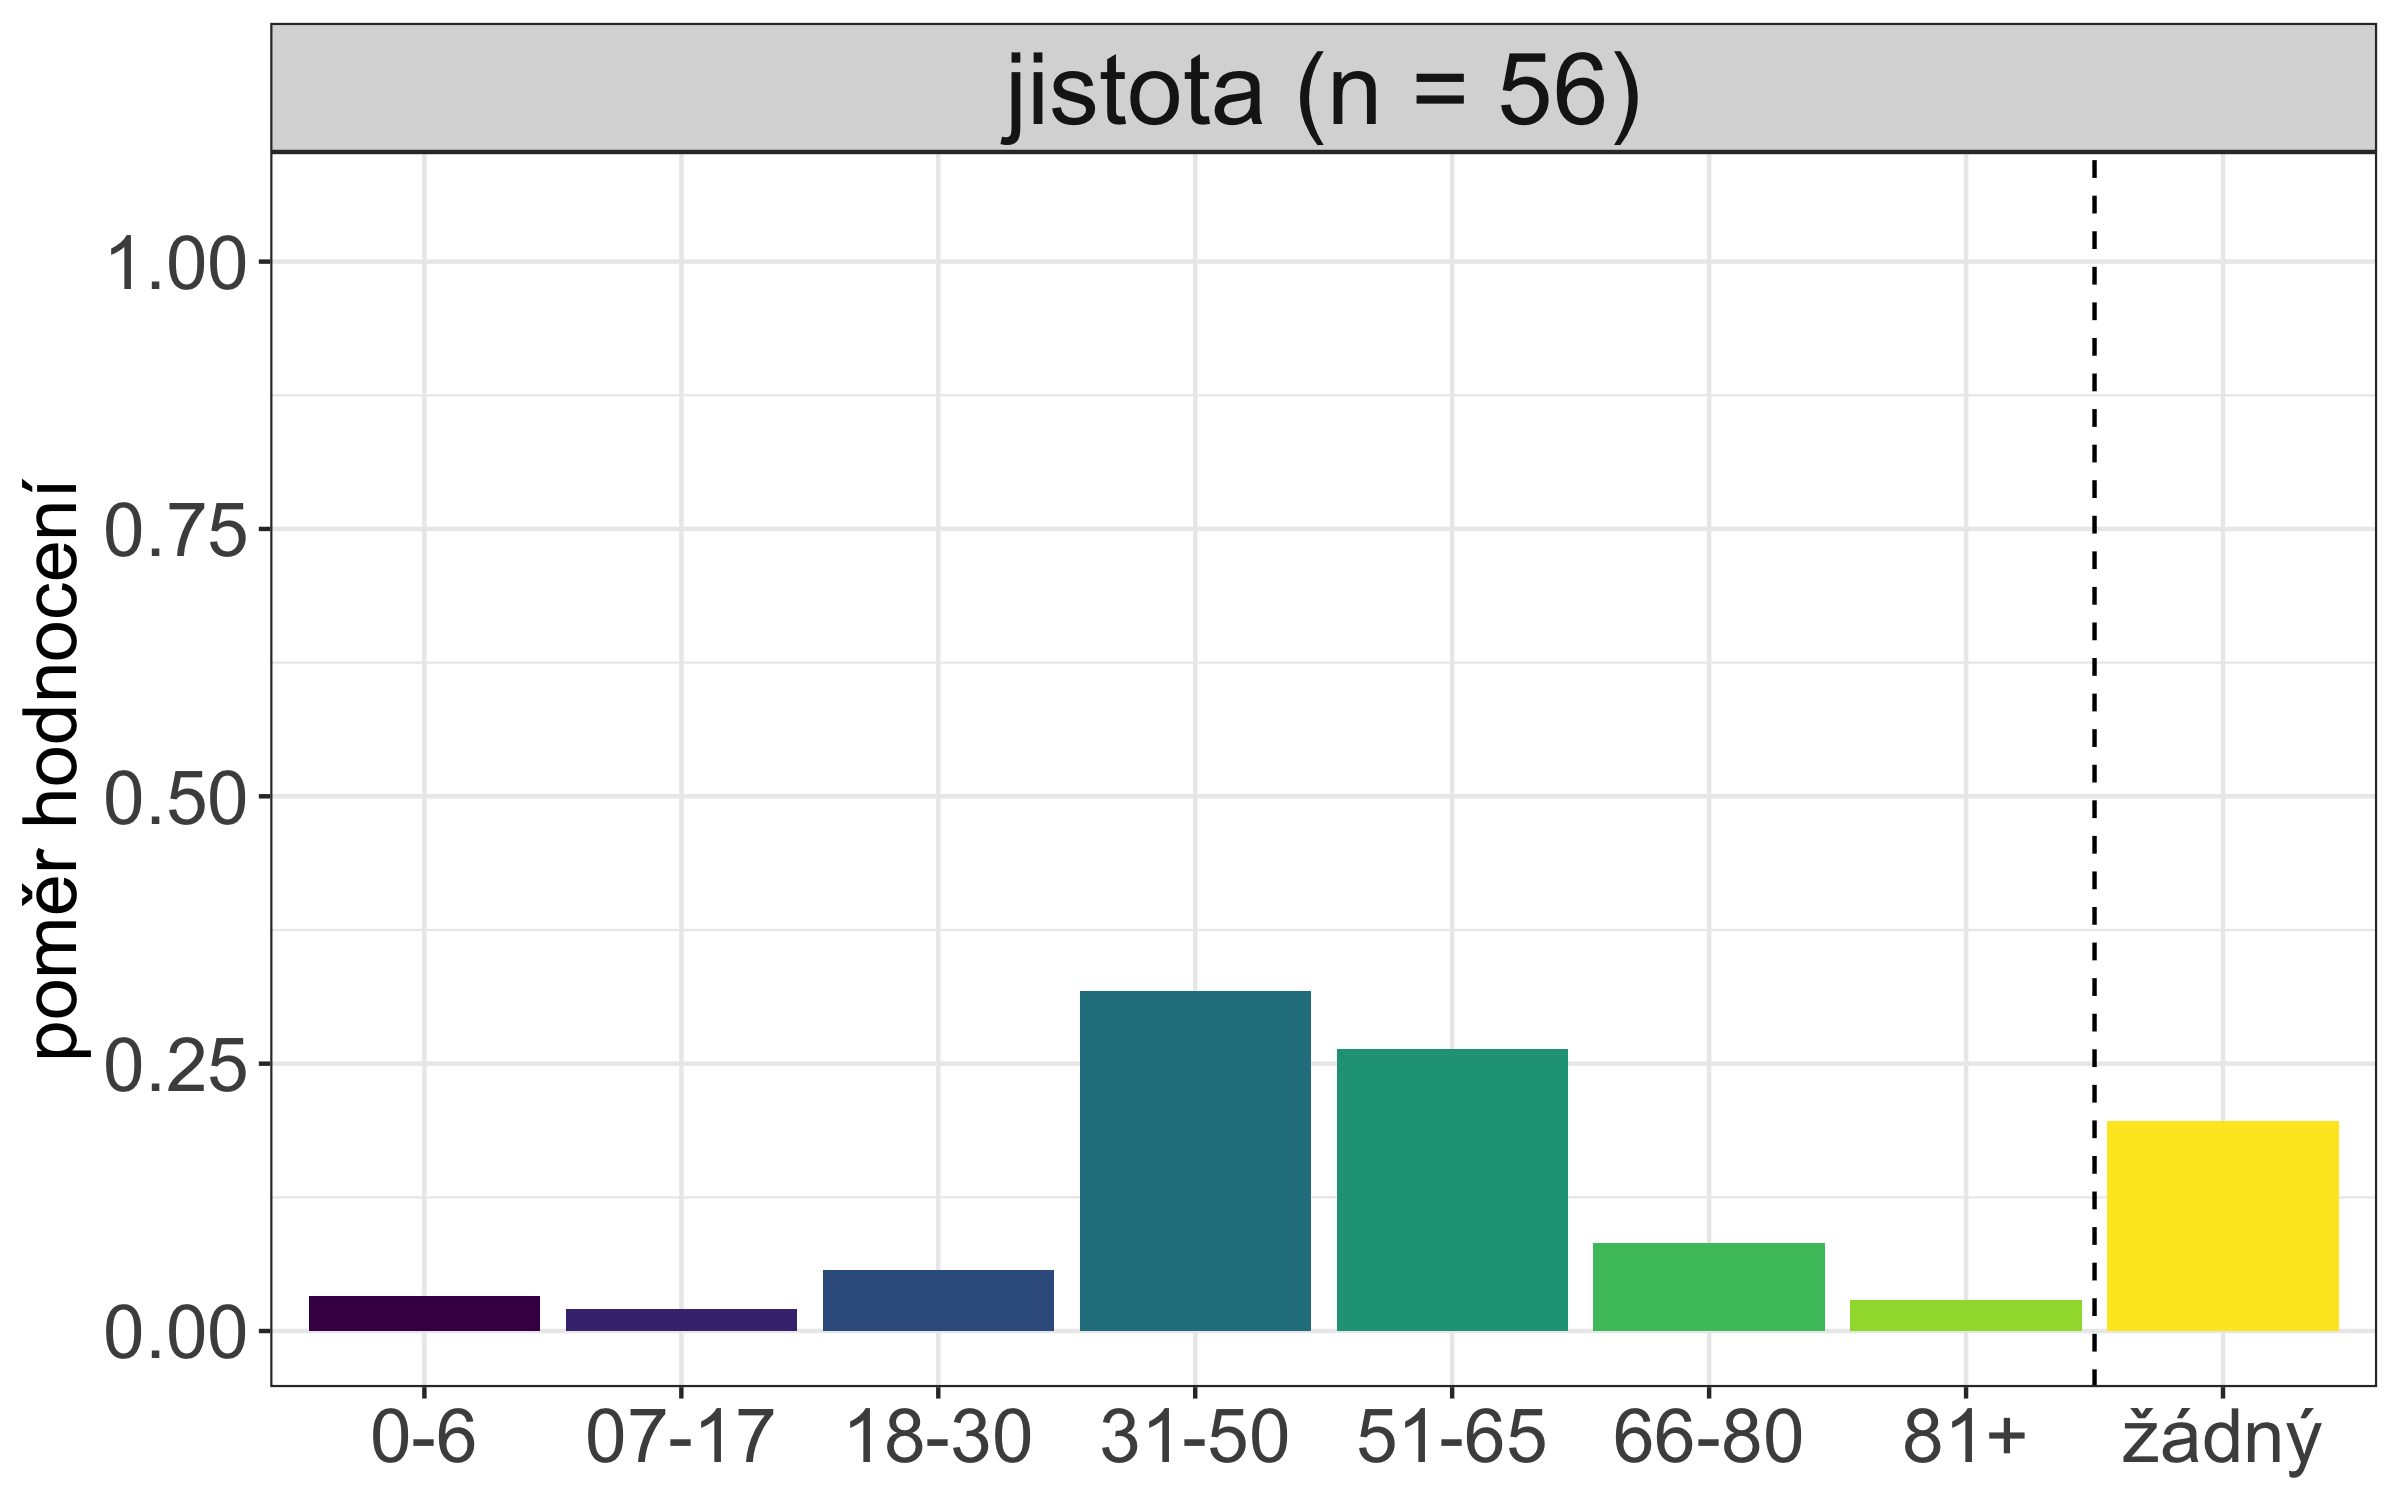 jistota (n = 56)
poměr hodnocení
1.00
0.75
0.50
0.25
0.00
0-6 07-17 18-30 31-50 51-65 66-80 81+ žádný